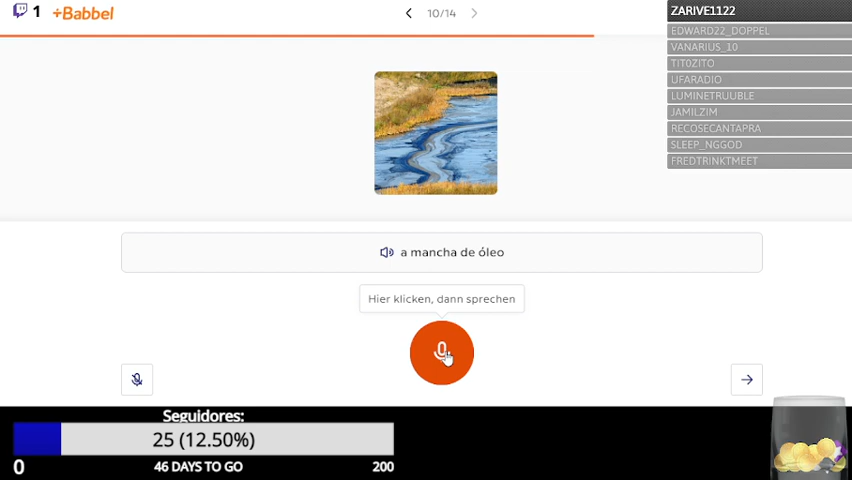 1
+Babbel
10/14
ZARIVE1122
EDWARD22_DOPPEL
VANARIUS_10
TIT0ZITO
UFARADIO
LUMINETRUUBLE
JAMILZIM
RECOSECANTAPRA
SLEEP_NGGOD
FREDTRINKTMEET
a mancha de óleo
Hier klicken, dann sprechen
Seguidores:
25 (12.50%)
0
46 DAYS TO GO
200